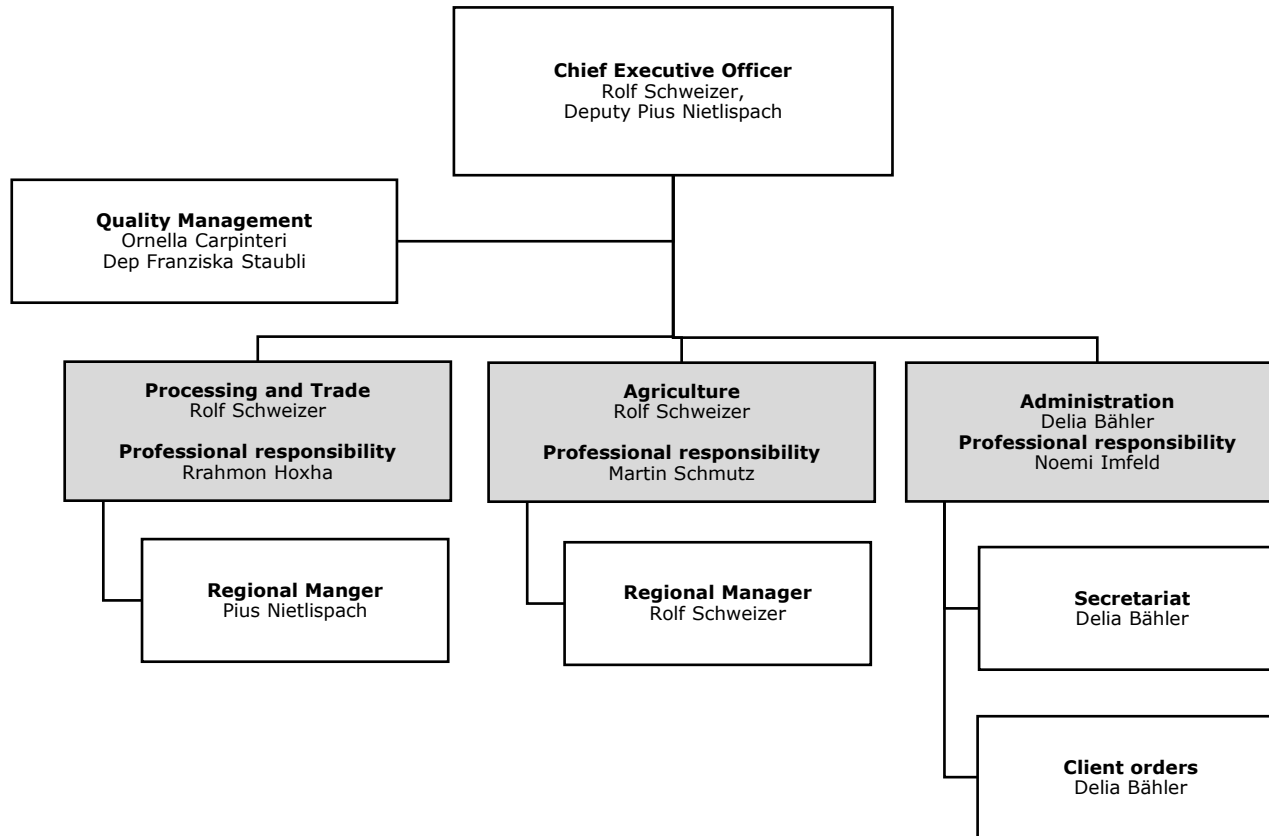 Chief Executive Officer
Rolf Schweizer,
Deputy Pius Nietlispach
Quality Management
Ornella Carpinteri
Dep Franziska Staubli
Processing and Trade
Rolf Schweizer
Professional responsibility
Rrahmon Hoxha
Agriculture
Rolf Schweizer
Professional responsibility
Martin Schmutz
Administration
Delia Bähler
Professional responsibility
Noemi Imfeld
Regional Manger
Pius Nietlispach
Regional Manager
Rolf Schweizer
Secretariat
Delia Bähler
Client orders
Delia Bähler